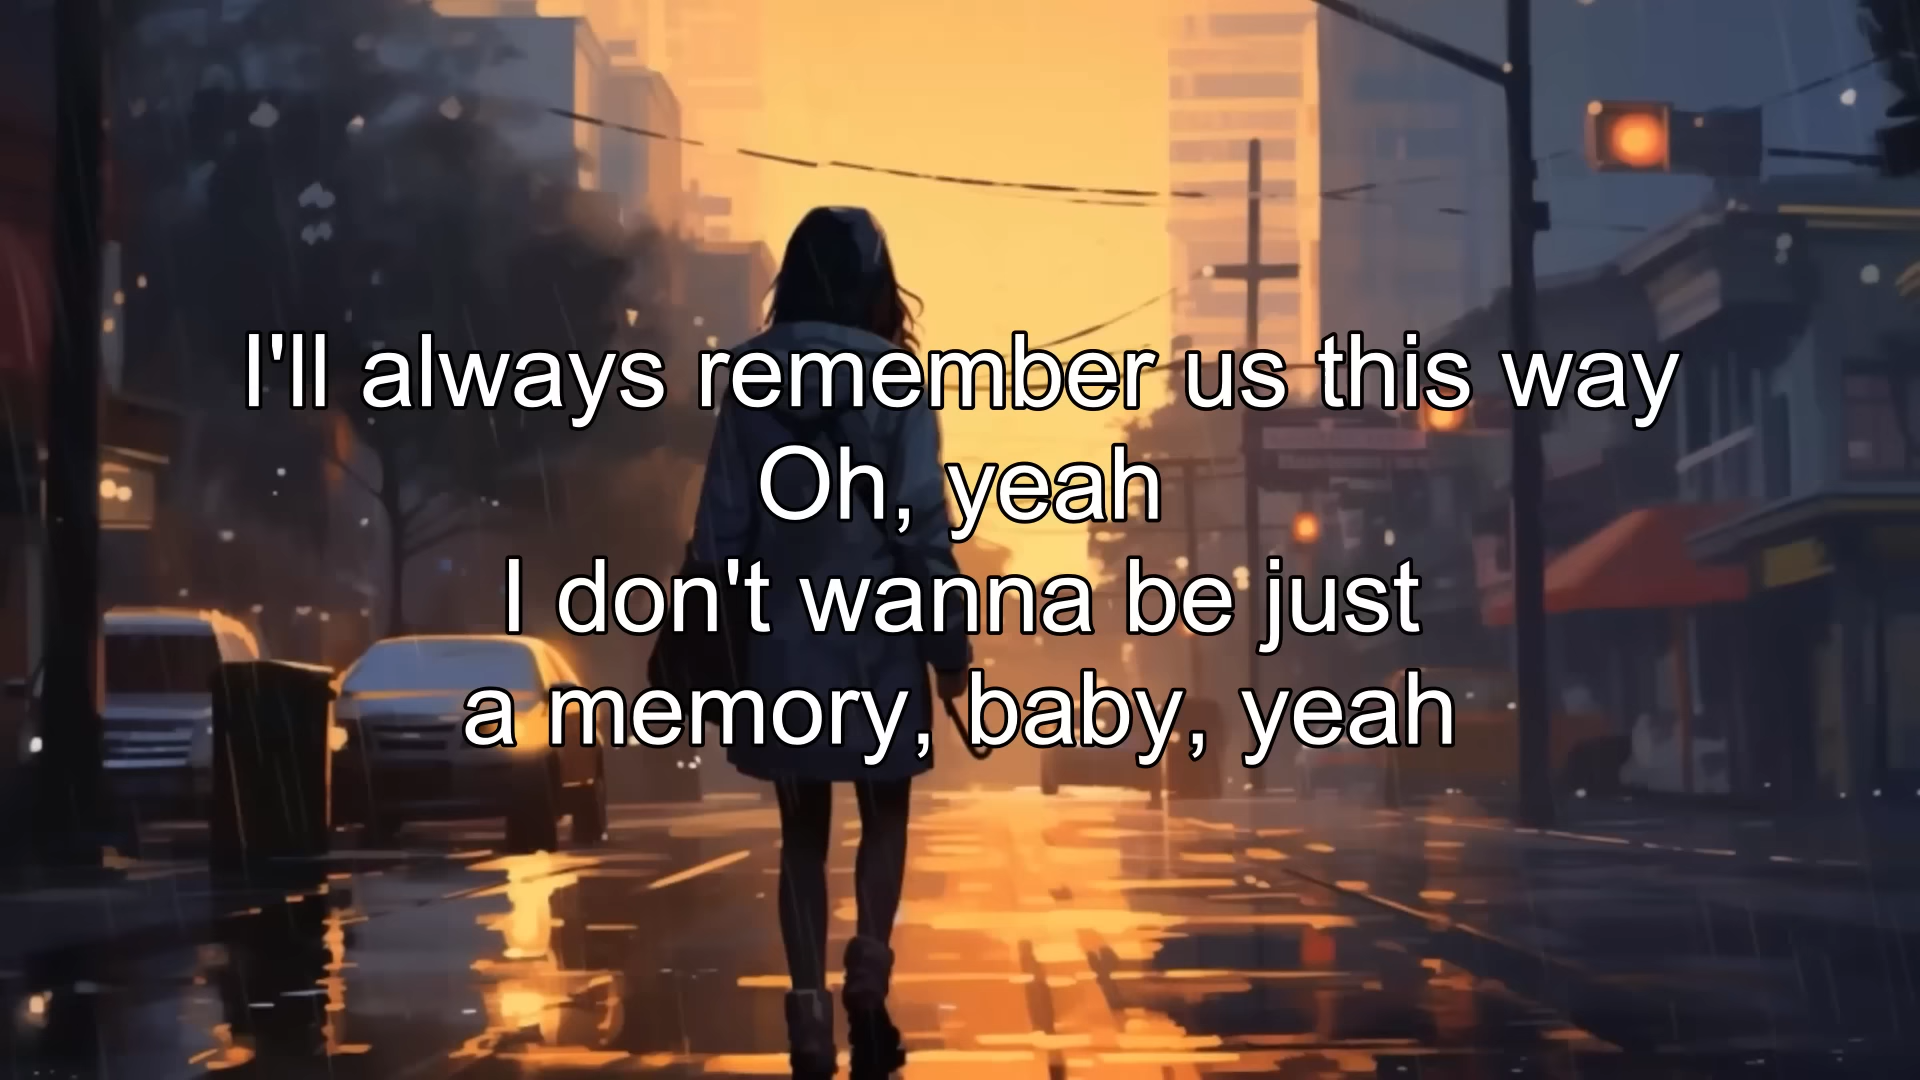 I'll always remember us this way
Oh, yeah
I don't wanna be just
a memory, baby, yeah